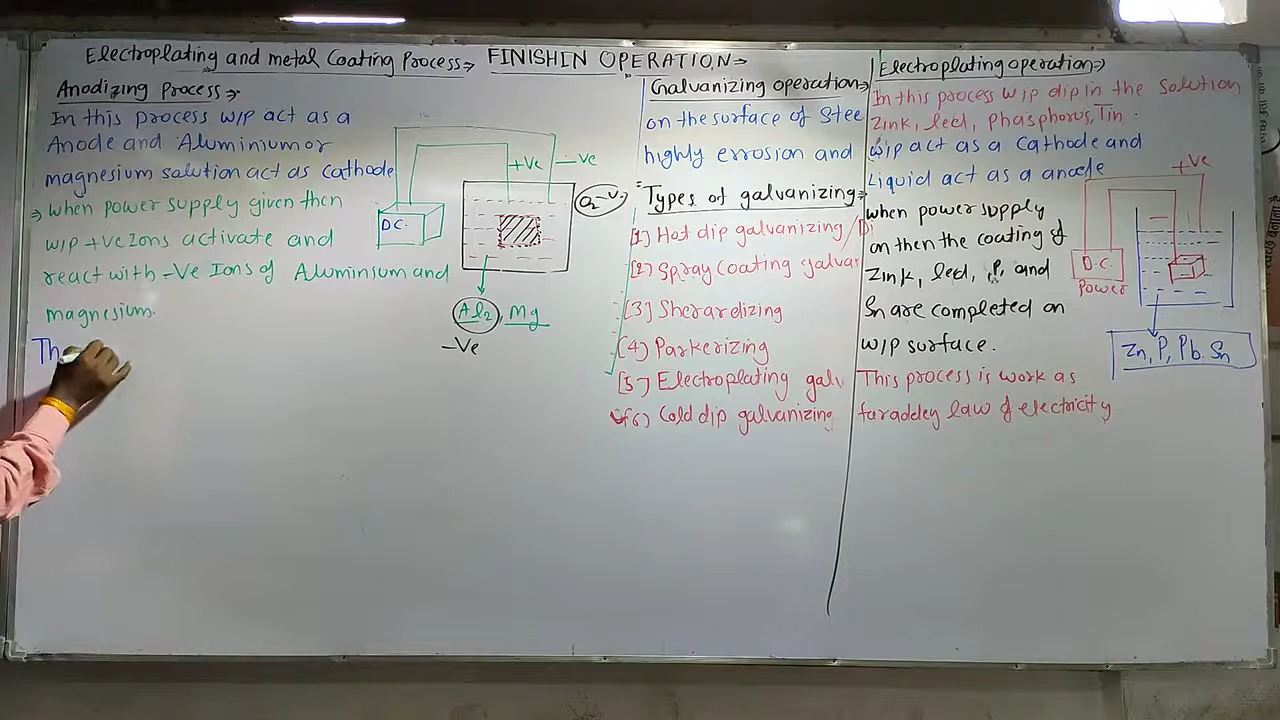 Electroplating and metal Coating Process⇒ FINISHIN OPERATION⇒
Anodizing Process⇒
In this process W/P act as a
Anode and Aluminium or
magnesium solution act as cathode
⇒ when power supply given then
W/P +ve Ions activate and
react with -Ve Ions of Aluminium and
magnesium.
Th
+Ve
-Ve
D.C.
O2-V
Al2, Mg
-Ve
Galvanizing operation⇒
on the surface of Stee
highly errosion and
Types of galvanizing⇒
[1] Hot dip galvanizing / Di
[2] Spray Coating galvan
[3] Sherardizing
[4] Parkerizing
[5] Electroplating galv
[6] Cold dip galvanizing
Electroplating operation⇒
In this process W/P dip in the solution
Zink, led, phasphorus, Tin.
W/P act as a cathode and
Liquid act as a anode
when power supply
on then the coating of
Zink, led, P, and
Sn are completed on
W/P surface.
This process is work as
faraddey law of electricity
+Ve
D.C.
Power
Zn, P, Pb. Sn